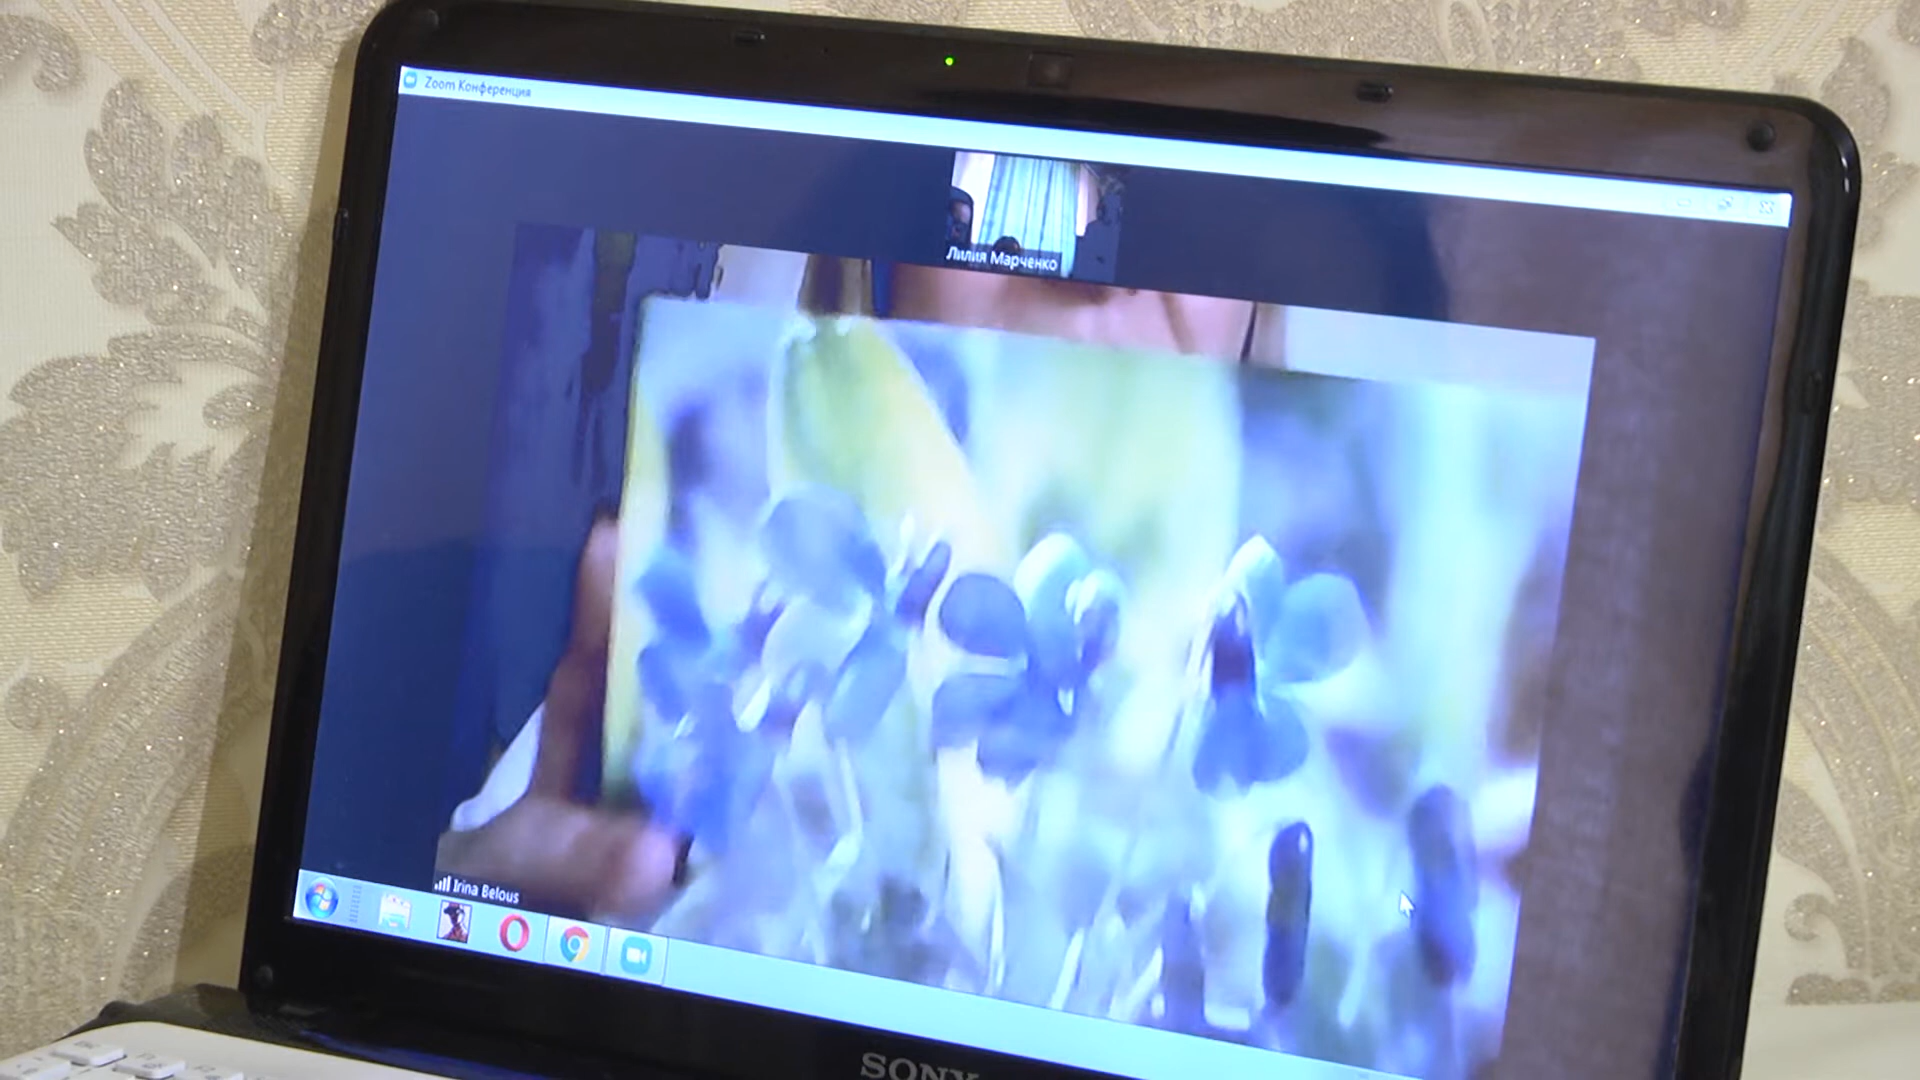 Zoom Конференция
Лилия Марченко
Irina Belous
SONY